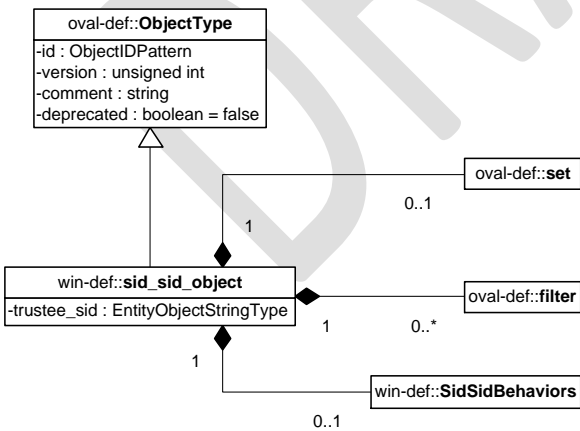 oval-def::ObjectType
-id : ObjectIDPattern
-version : unsigned int
-comment : string
-deprecated : boolean = false
oval-def::set
0..1
1
win-def::sid_sid_object
-trustee_sid : EntityObjectStringType
oval-def::filter
1
0..*
1
win-def::SidSidBehaviors
0..1